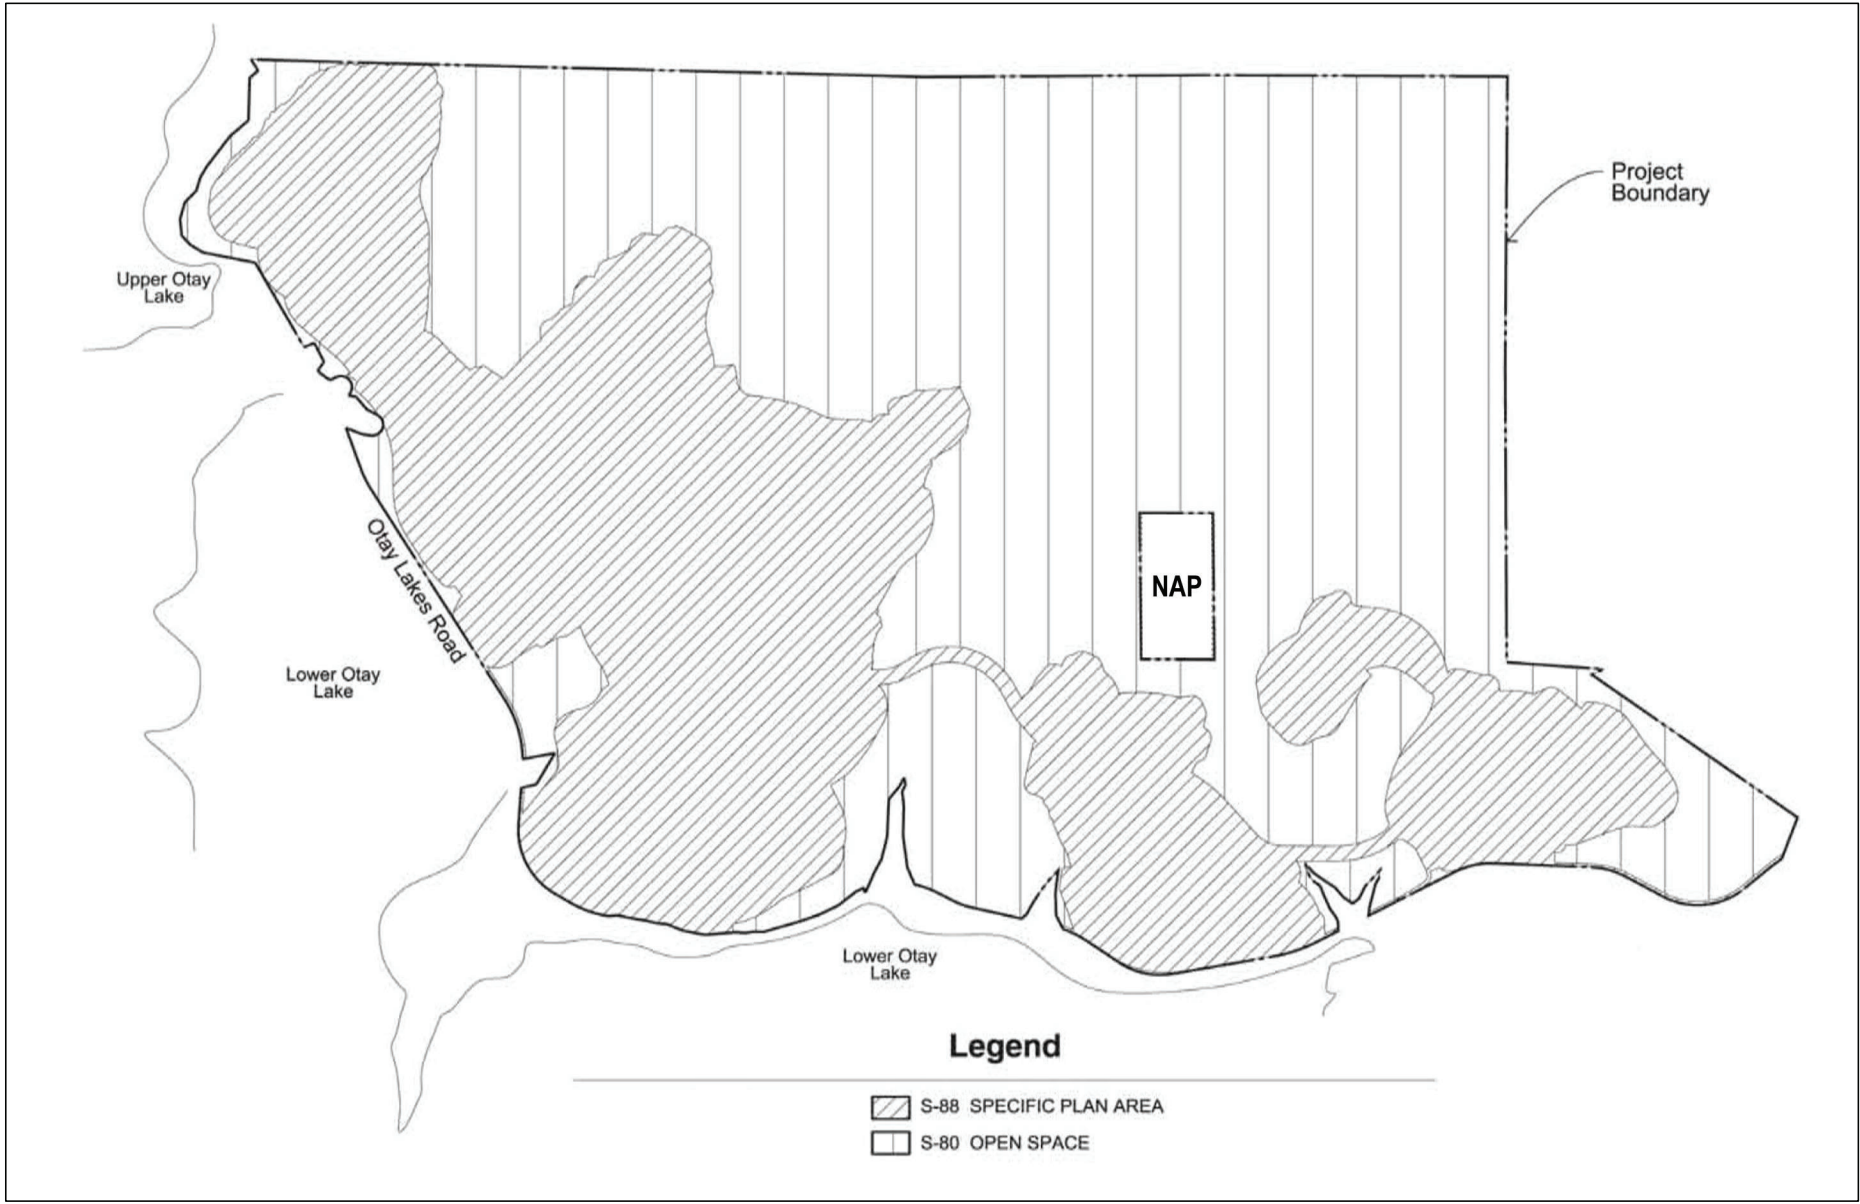 Project
Boundary
Upper Otay
Lake
Otay Lakes Road
NAP
Lower Otay
Lake
Lower Otay
Lake
Legend
S-88 SPECIFIC PLAN AREA
S-80 OPEN SPACE